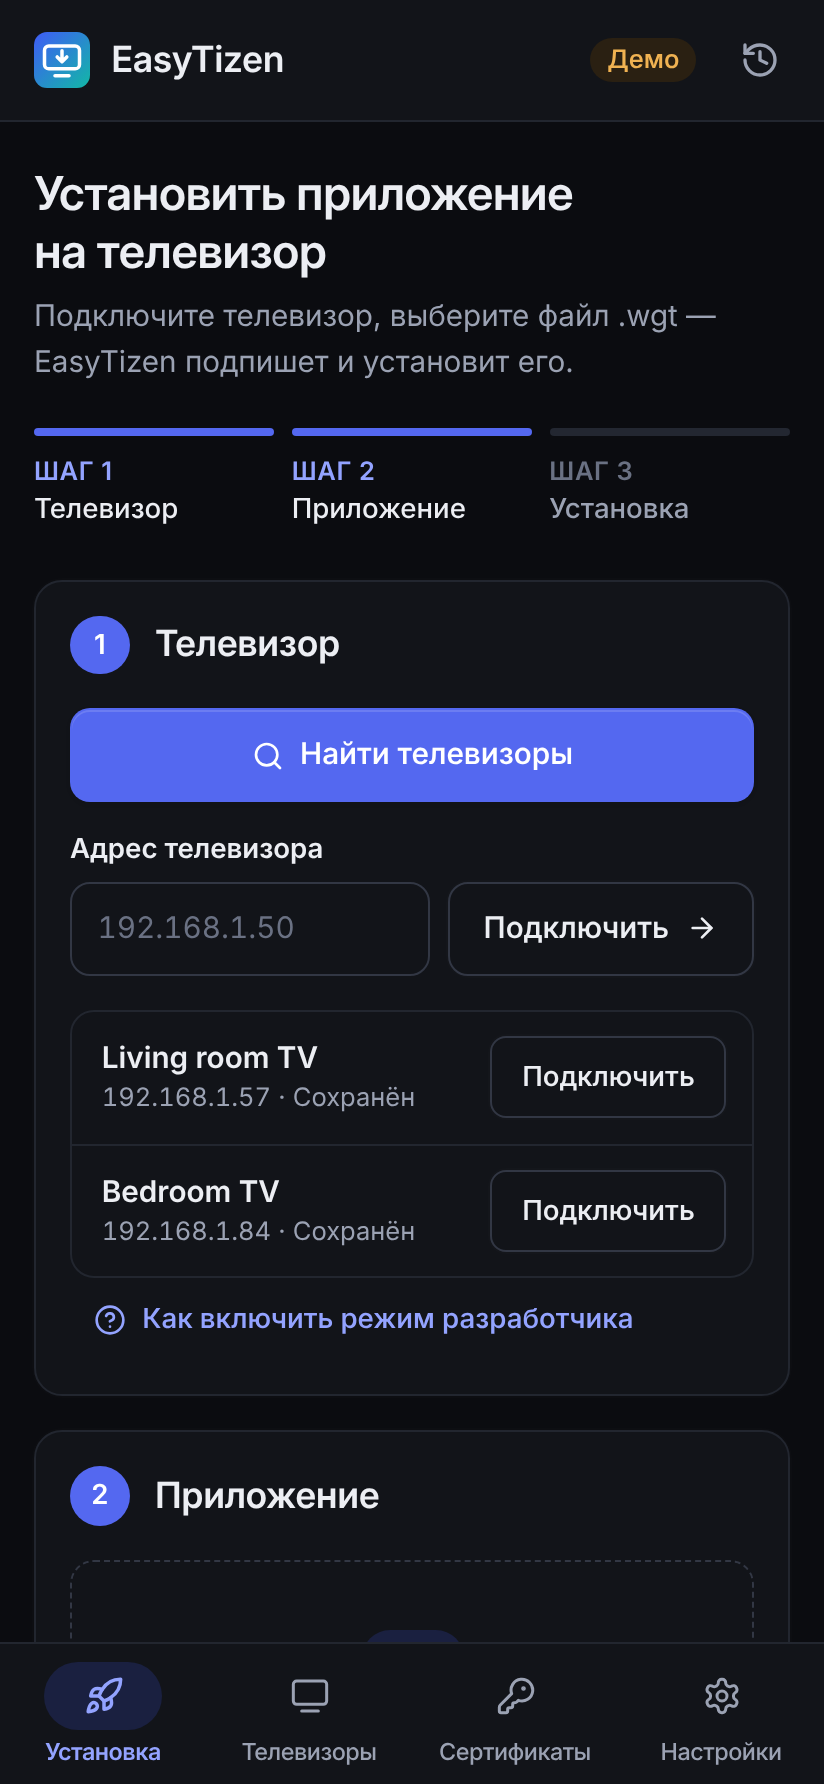 EasyTizen
Демо
Установить приложение
на телевизор
Подключите телевизор, выберите файл .wgt —
EasyTizen подпишет и установит его.
ШАГ 1
Телевизор
ШАГ 2
Приложение
ШАГ 3
Установка
1
Телевизор
Найти телевизоры
Адрес телевизора
192.168.1.50
Подключить →
Living room TV
192.168.1.57 · Сохранён
Подключить
Bedroom TV
192.168.1.84 · Сохранён
Подключить
Как включить режим разработчика
2
Приложение
Установка
Телевизоры
Сертификаты
Настройки